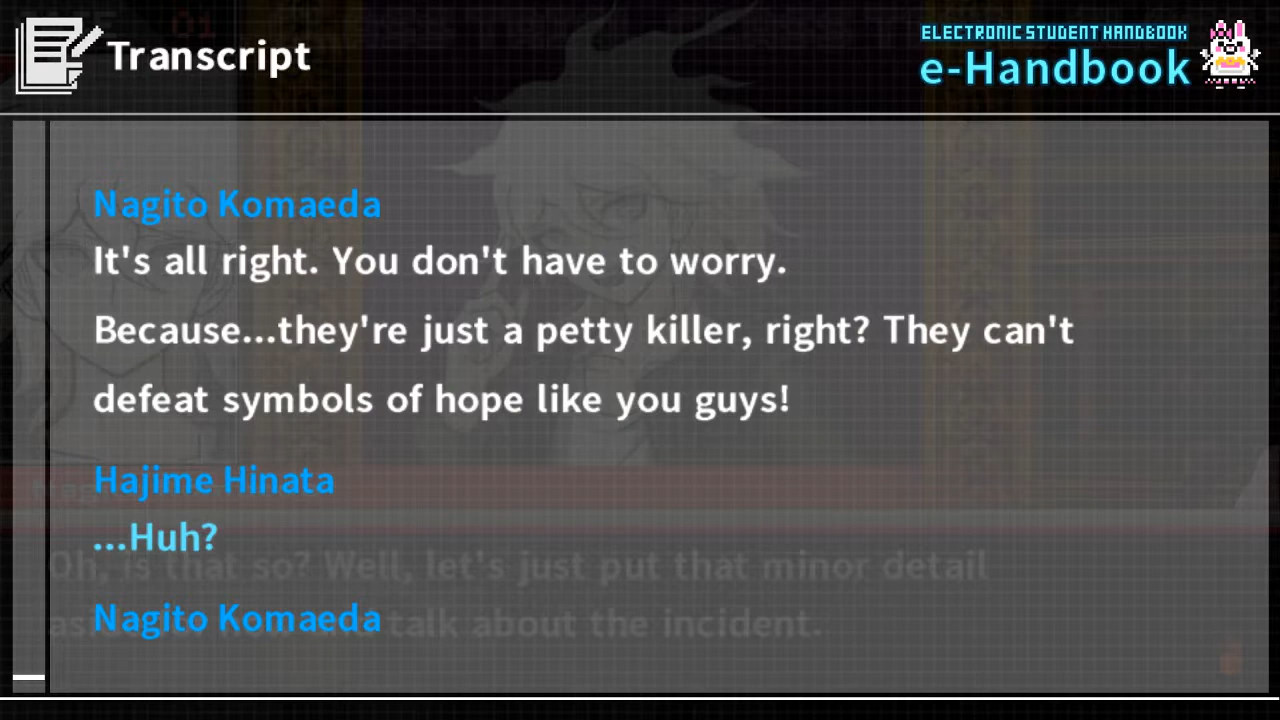 Transcript
ELECTRONIC STUDENT HANDBOOK
e-Handbook
Nagito Komaeda
It's all right. You don't have to worry.
Because...they're just a petty killer, right? They can't
defeat symbols of hope like you guys!
Hajime Hinata
...Huh?
Oh, is that so? Well, let's just put that minor detail
Nagito Komaeda
talk about the incident.